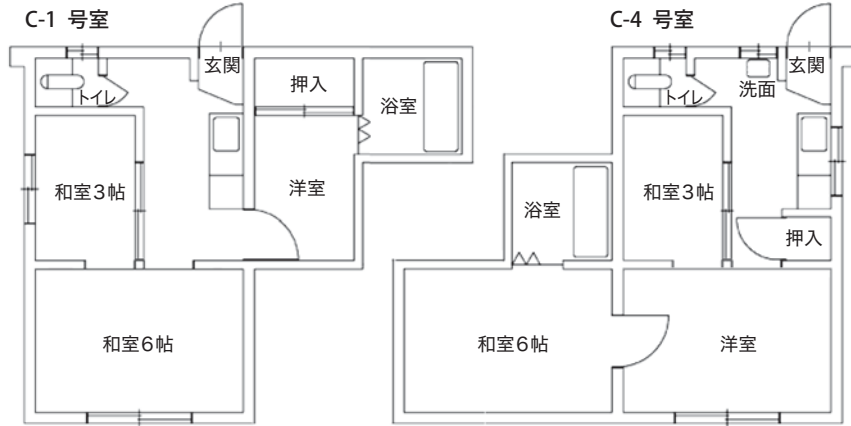 C-1 号室
玄関
トイレ
押入
浴室
和室3帖
洋室
和室6帖
C-4 号室
玄関
トイレ
洗面
和室3帖
浴室
押入
和室6帖
洋室